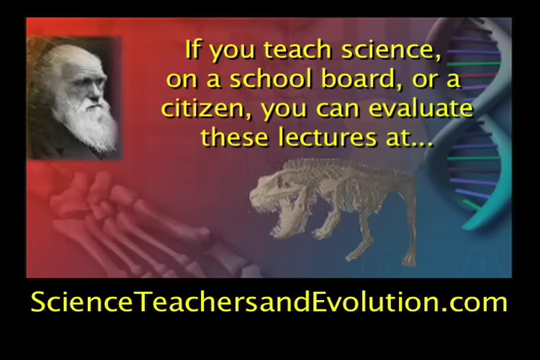 If you teach science,
on a school board, or a
citizen, you can evaluate
these lectures at...
ScienceTeachersandEvolution.com